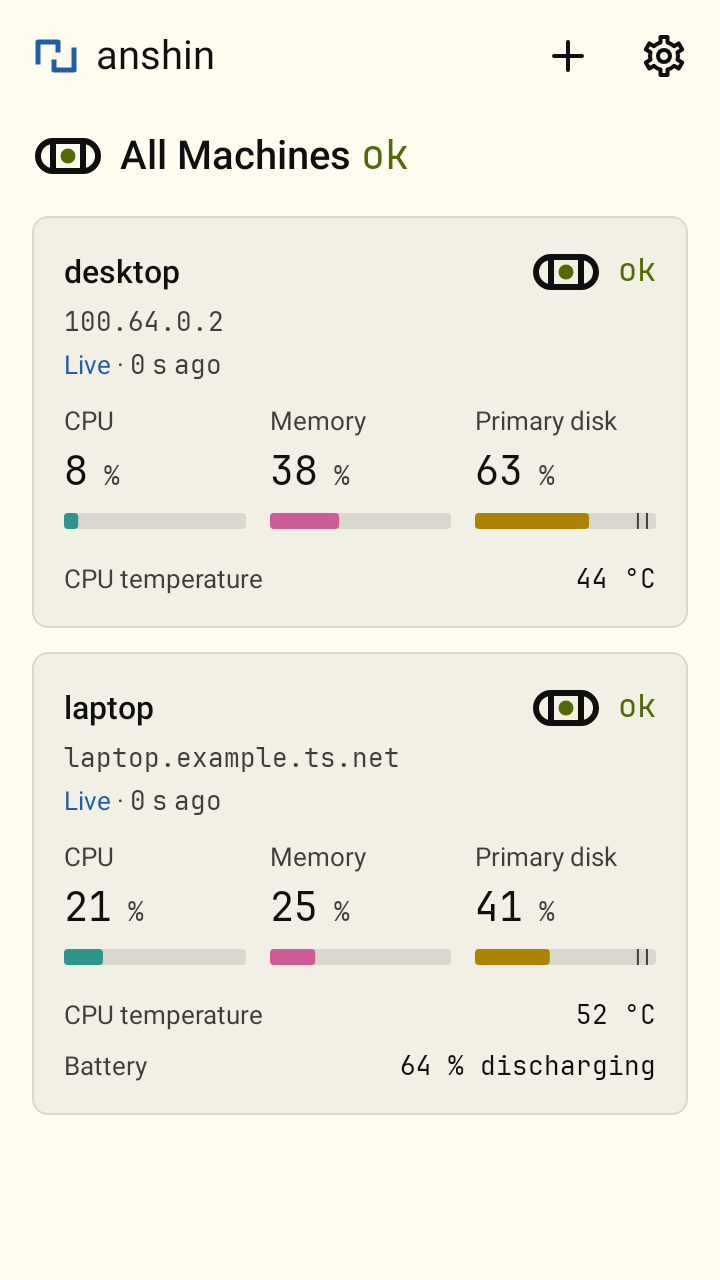 anshin
All Machines ok
desktop ok
100.64.0.2
Live · 0 s ago
CPU Memory Primary disk
8 % 38 % 63 %
CPU temperature 44 °C
laptop ok
laptop.example.ts.net
Live · 0 s ago
CPU Memory Primary disk
21 % 25 % 41 %
CPU temperature 52 °C
Battery 64 % discharging